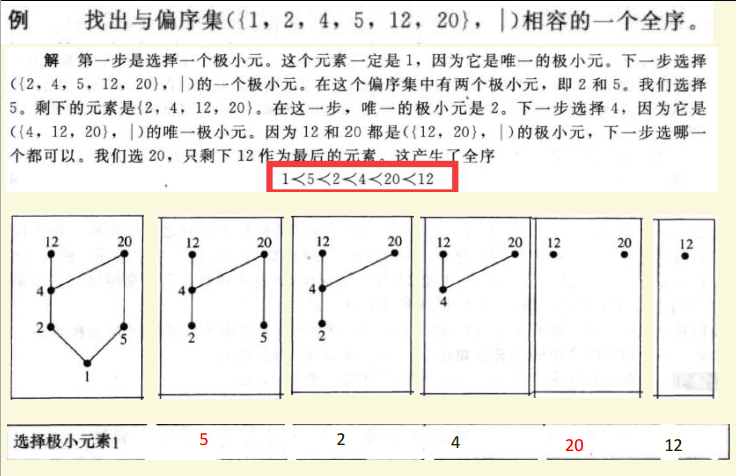 例 找出与偏序集({1，2，4，5，12，20}，|)相容的一个全序。
解 第一步是选择一个极小元。这个元素一定是1，因为它是唯一的极小元。下一步选择
({2，4，5，12，20}，|)的一个极小元。在这个偏序集中有两个极小元，即2和5。我们选择
5。剩下的元素是{2，4，12，20}。在这一步，唯一的极小元是2。下一步选择4，因为它是
({4，12，20}，|)的唯一极小元。因为12和20都是({12，20}，|)的极小元，下一步选哪一
个都可以。我们选20，只剩下12作为最后的元素。这产生了全序
1≺5≺2≺4≺20≺12
12 20 12 20 12 20 12 20 12 20 12
4 4 4 4
2 5 2 5 2
1
选择极小元素1 5 2 4 20 12